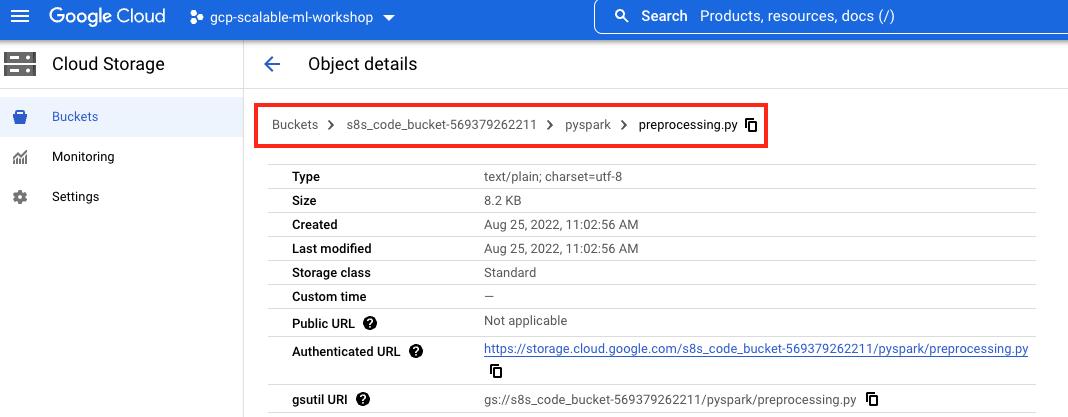 Google Cloud gcp-scalable-ml-workshop Search Products, resources, docs (/)
Cloud Storage
Object details
Buckets
Monitoring
Settings
Buckets > s8s_code_bucket-569379262211 > pyspark > preprocessing.py
Type text/plain; charset=utf-8
Size 8.2 KB
Created Aug 25, 2022, 11:02:56 AM
Last modified Aug 25, 2022, 11:02:56 AM
Storage class Standard
Custom time —
Public URL Not applicable
Authenticated URL https://storage.cloud.google.com/s8s_code_bucket-569379262211/pyspark/preprocessing.py
gsutil URI gs://s8s_code_bucket-569379262211/pyspark/preprocessing.py